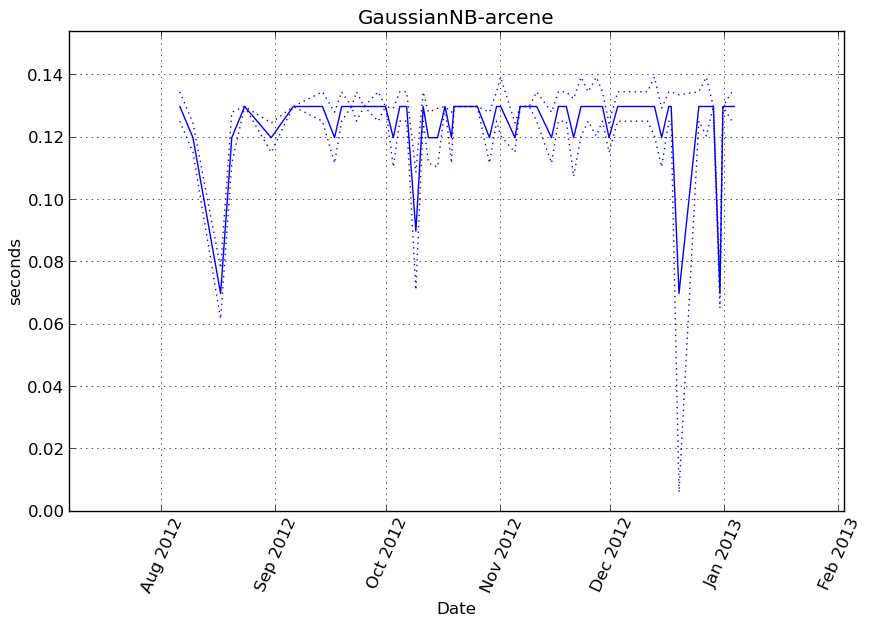 GaussianNB-arcene
0.14
0.12
0.10
0.08
0.06
0.04
0.02
0.00
seconds
Aug 2012
Sep 2012
Oct 2012
Nov 2012
Dec 2012
Jan 2013
Feb 2013
Date